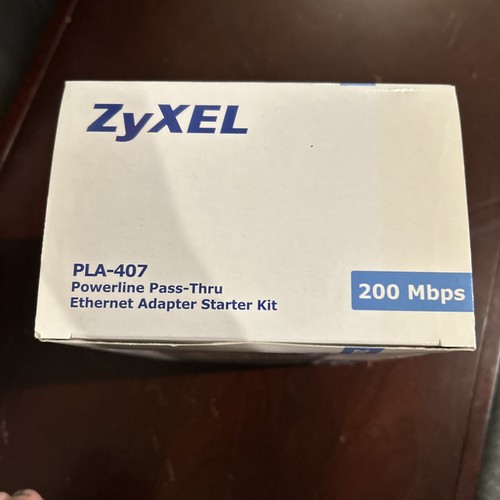 ZyXEL
PLA-407
Powerline Pass-Thru
Ethernet Adapter Starter Kit
200 Mbps